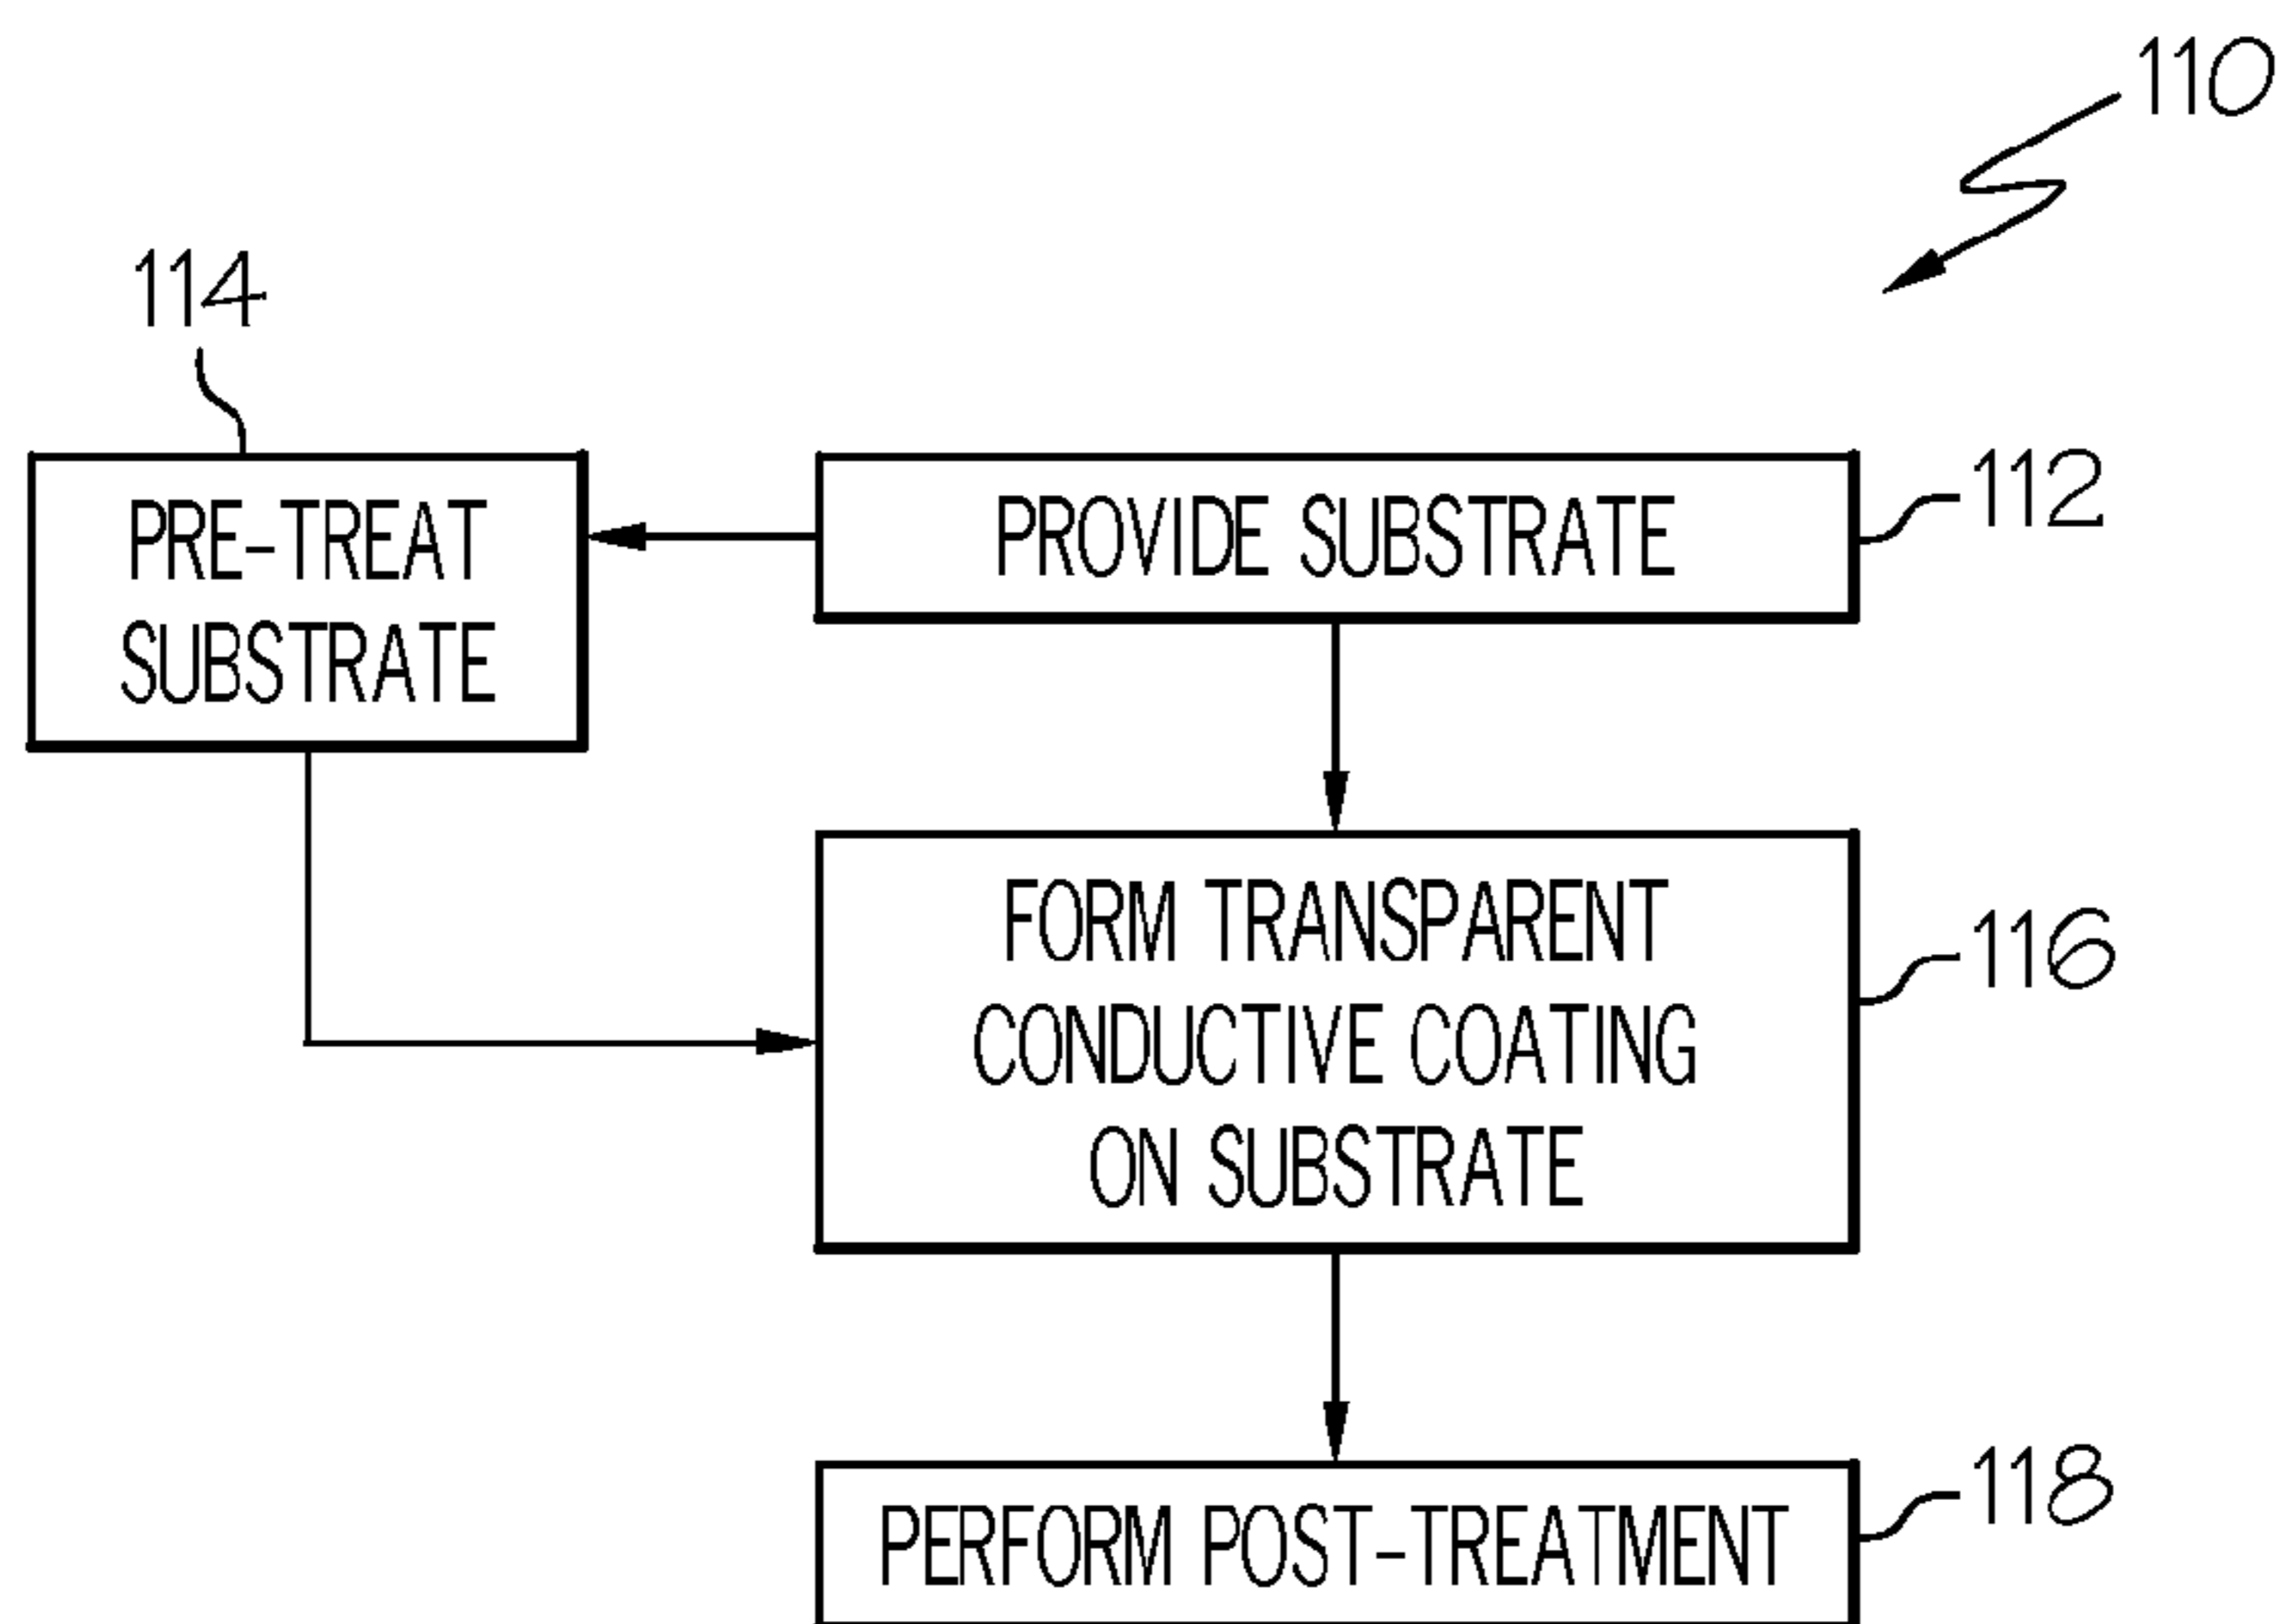 110
114
PRE-TREAT
SUBSTRATE
PROVIDE SUBSTRATE
112
FORM TRANSPARENT
CONDUCTIVE COATING
ON SUBSTRATE
116
PERFORM POST-TREATMENT
118